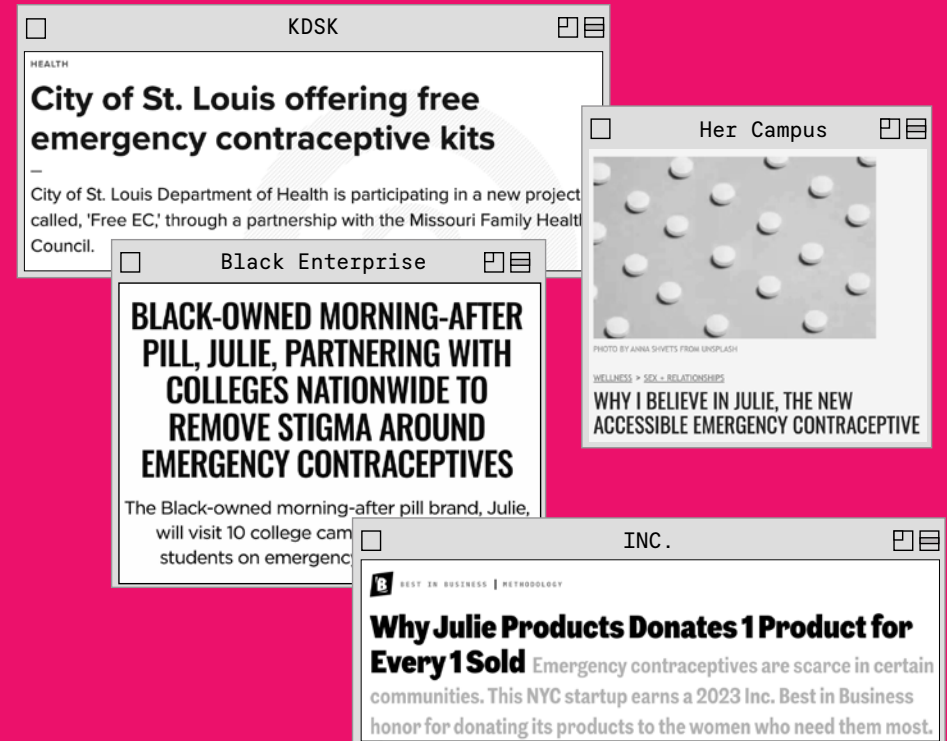 KDSK
HEALTH
City of St. Louis offering free
emergency contraceptive kits
City of St. Louis Department of Health is participating in a new project
called, 'Free EC,' through a partnership with the Missouri Family Health
Council.
Her Campus
PHOTO BY ANNA SHVETS FROM UNSPLASH
WELLNESS > SEX + RELATIONSHIPS
WHY I BELIEVE IN JULIE, THE NEW
ACCESSIBLE EMERGENCY CONTRACEPTIVE
Black Enterprise
BLACK-OWNED MORNING-AFTER
PILL, JULIE, PARTNERING WITH
COLLEGES NATIONWIDE TO
REMOVE STIGMA AROUND
EMERGENCY CONTRACEPTIVES
The Black-owned morning-after pill brand, Julie,
will visit 10 college cam
students on emergency
INC.
B BEST IN BUSINESS | METHODOLOGY
Why Julie Products Donates 1 Product for
Every 1 Sold Emergency contraceptives are scarce in certain
communities. This NYC startup earns a 2023 Inc. Best in Business
honor for donating its products to the women who need them most.